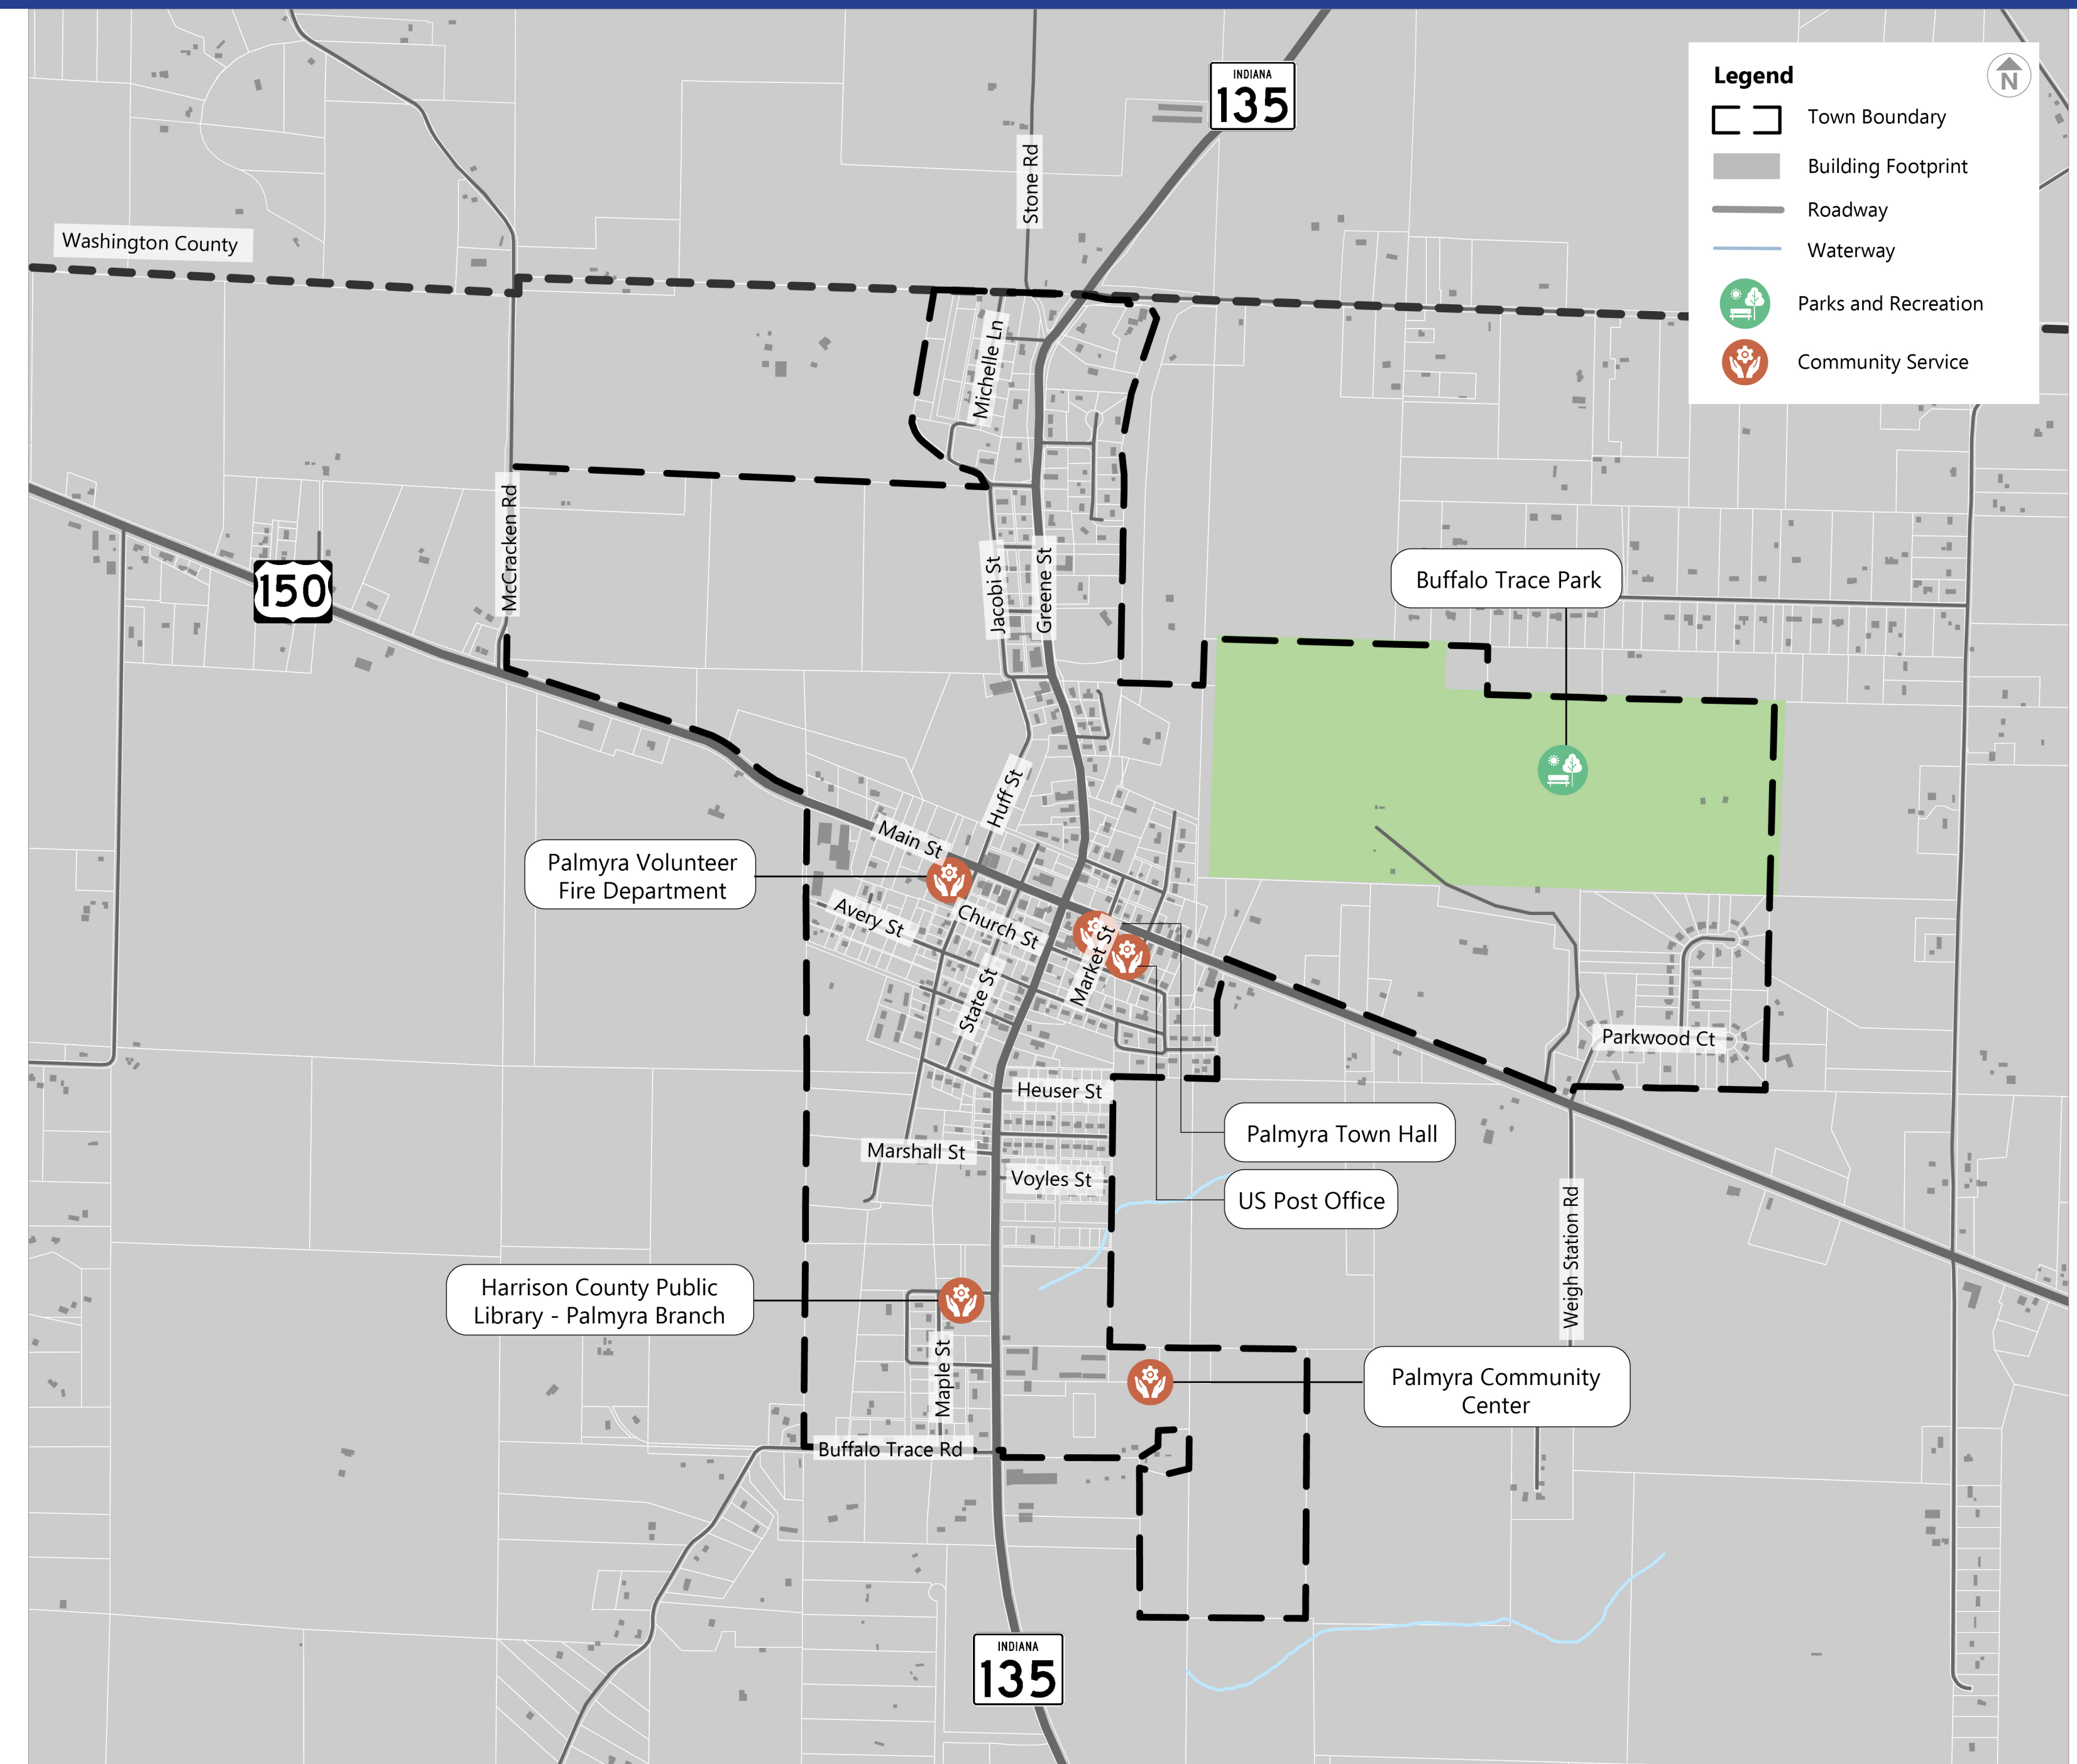 INDIANA
135
Legend
N
Town Boundary
Building Footprint
Roadway
Waterway
Parks and Recreation
Community Service
Stone Rd
Washington County
Michelle Ln
McCracken Rd
150
Jacobi St
Greene St
Buffalo Trace Park
Huff St
Main St
Palmyra Volunteer
Fire Department
Avery St
Church St
Market St
State St
Parkwood Ct
Heuser St
Palmyra Town Hall
Marshall St
Voyles St
US Post Office
Weigh Station Rd
Harrison County Public
Library - Palmyra Branch
Maple St
Palmyra Community
Center
Buffalo Trace Rd
INDIANA
135